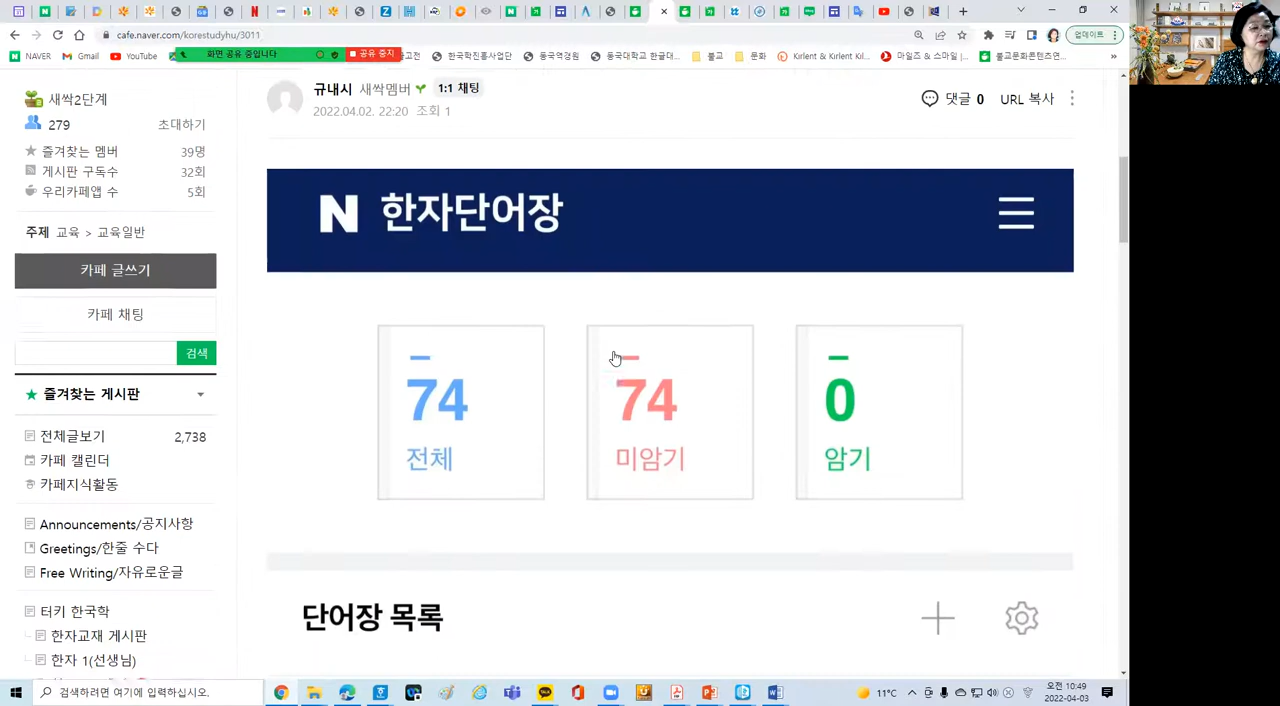 cafe.naver.com/korestudyhu/3011
업데이트
NAVER
Gmail
YouTube
화면 공유 중입니다
공유 중지
한국학진흥사업단
동국역경원
동국대학교 한글대...
불교
문화
Kirlent & Kirlent Kil...
마일즈 & 스마일 |...
불교문화콘텐츠연...
»
새싹2단계
279
초대하기
즐겨찾는 멤버 39명
게시판 구독수 32회
우리카페앱 수 5회
주제 교육 > 교육일반
카페 글쓰기
카페 채팅
검색
즐겨찾는 게시판
전체글보기 2,738
카페 캘린더
카페지식활동
Announcements/공지사항
Greetings/한줄 수다
Free Writing/자유로운글
터키 한국학
한자교재 게시판
한자 1(선생님)
규내시 새싹멤버 1:1 채팅
2022.04.02. 22:20 조회 1
댓글 0 URL 복사
N 한자단어장
74
전체
74
미암기
0
암기
단어장 목록
검색하려면 여기에 입력하십시오.
11°C
오전 10:49
2022-04-03